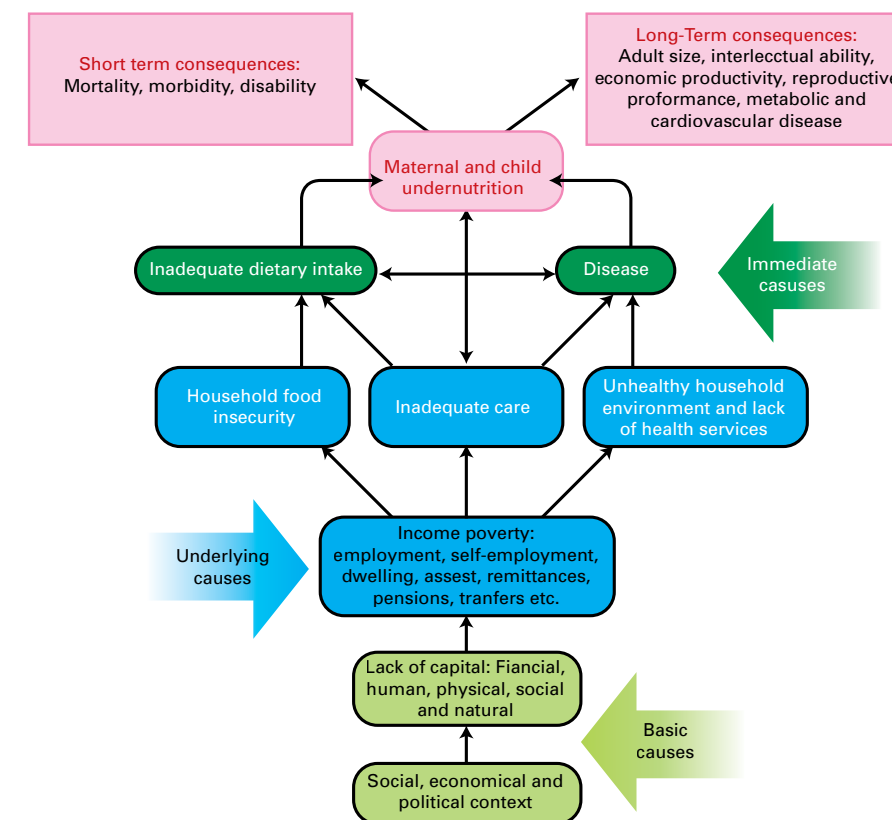 Short term consequences:
Mortality, morbidity, disability
Long-Term consequences:
Adult size, interlecctual ability,
economic productivity, reproductive
proformance, metabolic and
cardiovascular disease
Maternal and child
undernutrition
Inadequate dietary intake
Disease
Immediate
casuses
Household food
insecurity
Inadequate care
Unhealthy household
environment and lack
of health services
Underlying
causes
Income poverty:
employment, self-employment,
dwelling, assest, remittances,
pensions, tranfers etc.
Lack of capital: Fiancial,
human, physical, social
and natural
Basic
causes
Social, economical and
political context